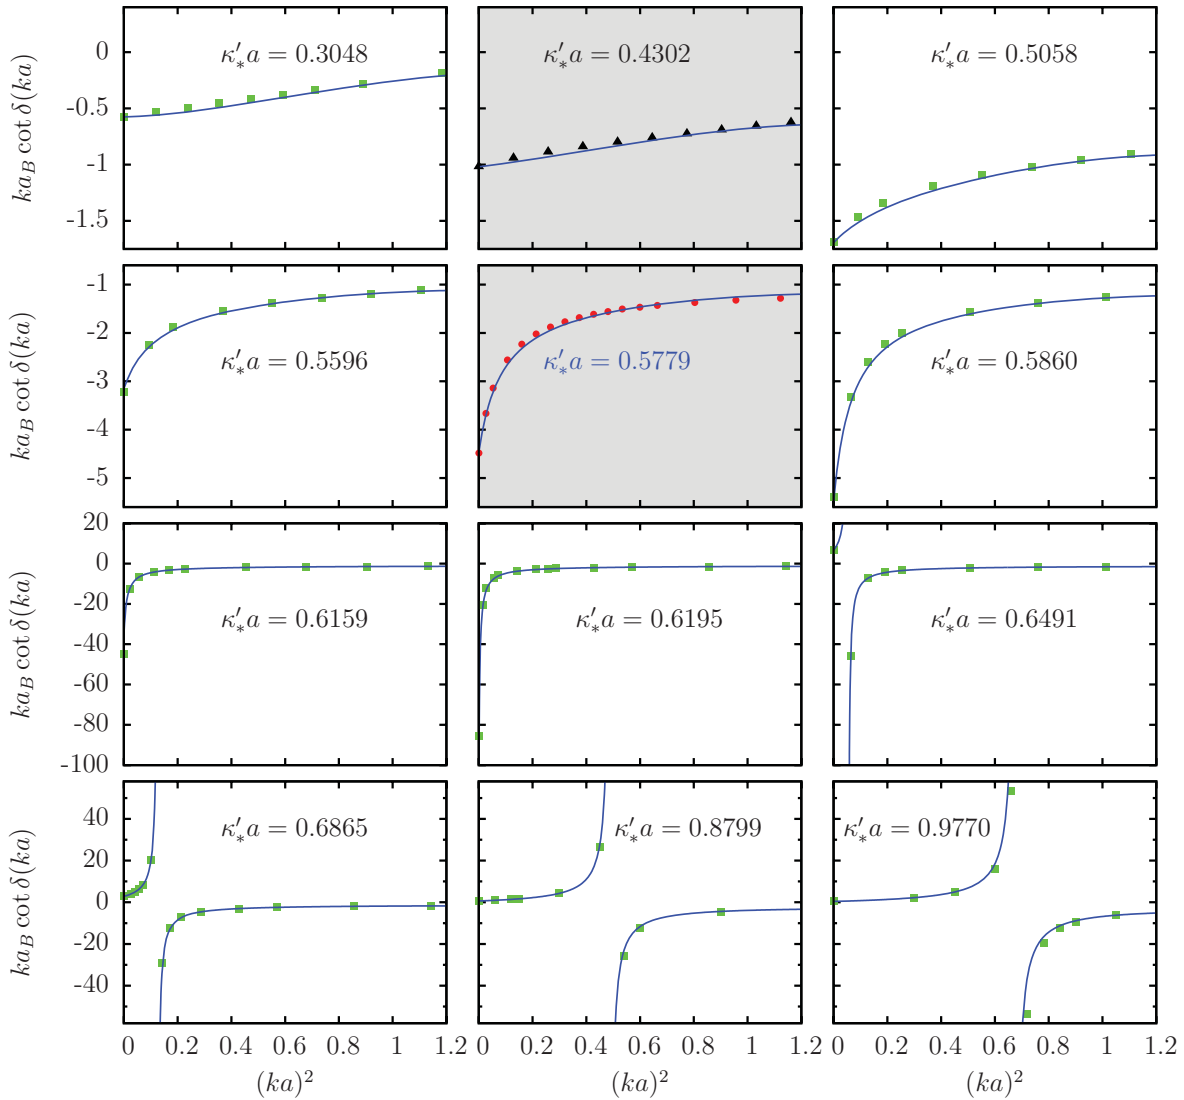 ka_B cot δ(ka)
0
-0.5
-1
-1.5
κ′_*a = 0.3048
κ′_*a = 0.4302
κ′_*a = 0.5058
ka_B cot δ(ka)
-1
-2
-3
-4
-5
κ′_*a = 0.5596
κ′_*a = 0.5779
κ′_*a = 0.5860
ka_B cot δ(ka)
20
0
-20
-40
-60
-80
-100
κ′_*a = 0.6159
κ′_*a = 0.6195
κ′_*a = 0.6491
ka_B cot δ(ka)
40
20
0
-20
-40
κ′_*a = 0.6865
κ′_*a = 0.8799
κ′_*a = 0.9770
0 0.2 0.4 0.6 0.8 1 1.2
0 0.2 0.4 0.6 0.8 1 1.2
0 0.2 0.4 0.6 0.8 1 1.2
(ka)²
(ka)²
(ka)²